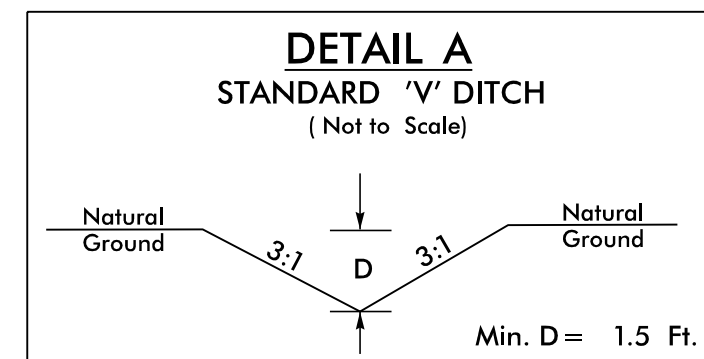 DETAIL A
STANDARD 'V' DITCH
( Not to Scale)
Natural
Ground
3:1
D
3:1
Natural
Ground
Min. D = 1.5 Ft.